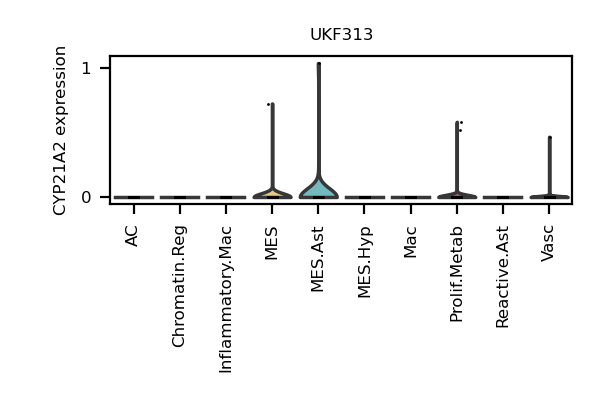 UKF313
CYP21A2 expression
1
0
AC
Chromatin.Reg
Inflammatory.Mac
MES
MES.Ast
MES.Hyp
Mac
Prolif.Metab
Reactive.Ast
Vasc